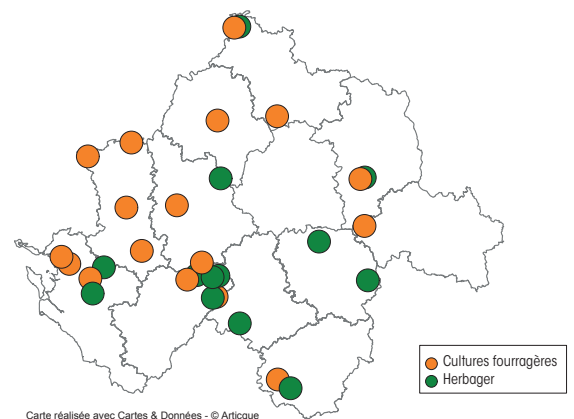 Cultures fourragères
Herbager
Carte réalisée avec Cartes & Données - © Articque